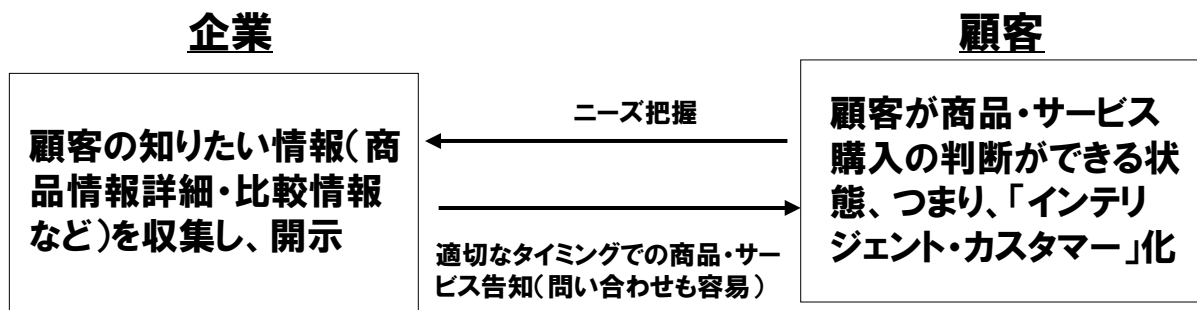 企業
顧客の知りたい情報（商
品情報詳細・比較情報
など）を収集し、開示
ニーズ把握
適切なタイミングでの商品・サー
ビス告知（問い合わせも容易）
顧客
顧客が商品・サービス
購入の判断ができる状
態、つまり、「インテリ
ジェント・カスタマー」化